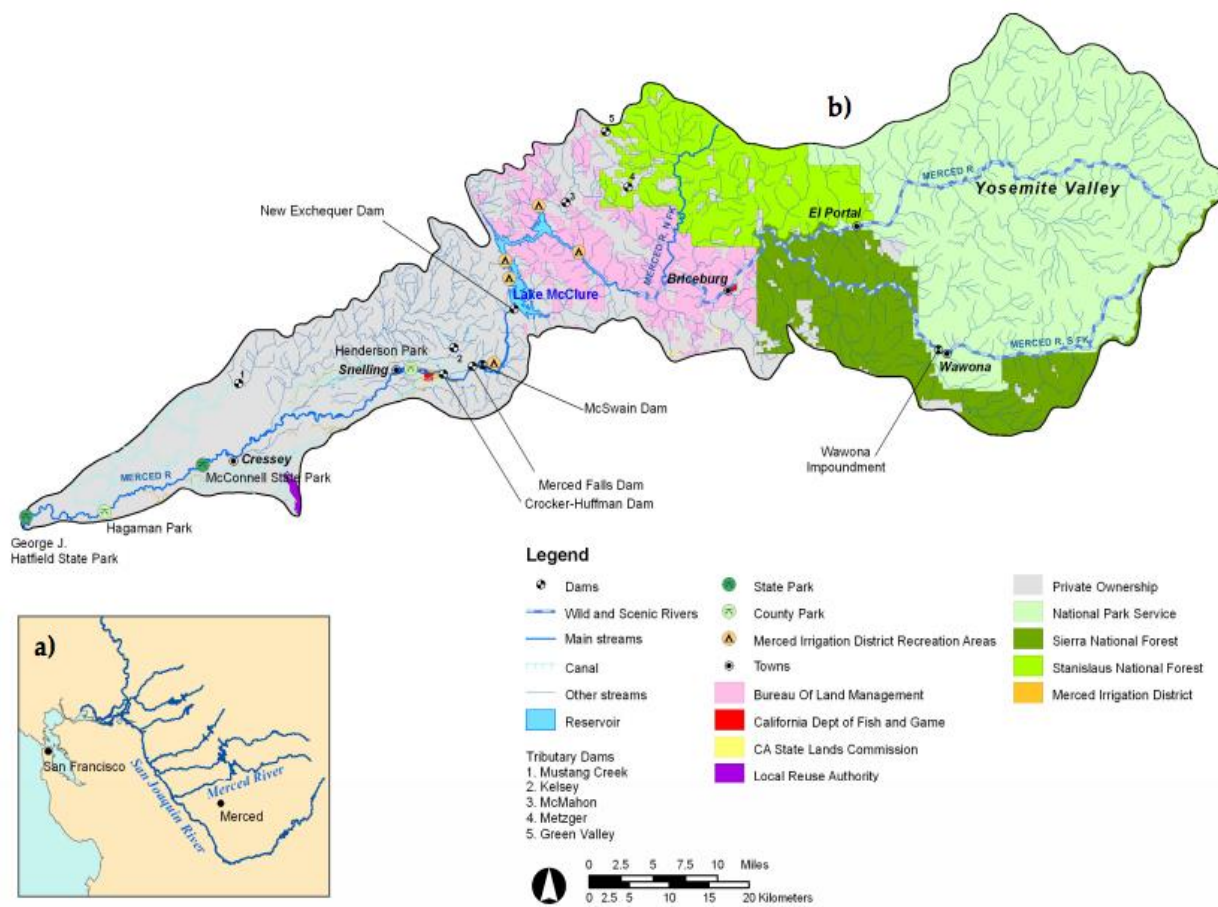 b)
5
4
3
New Exchequer Dam
MERCED R.
Yosemite Valley
El Portal
MERCED R. N FK
Briceburg
Lake McClure
MERCED R. S FK
Henderson Park
2
Snelling
Wawona
1
McSwain Dam
Wawona
Impoundment
Cressey
MERCED R
McConnell State Park
Merced Falls Dam
Crocker-Huffman Dam
Hagaman Park
George J.
Hatfield State Park
Legend
Dams
Wild and Scenic Rivers
Main streams
Canal
Other streams
Reservoir
Tributary Dams
1. Mustang Creek
2. Kelsey
3. McMahon
4. Metzger
5. Green Valley
State Park
County Park
Merced Irrigation District Recreation Areas
Towns
Bureau Of Land Management
California Dept of Fish and Game
CA State Lands Commission
Local Reuse Authority
Private Ownership
National Park Service
Sierra National Forest
Stanislaus National Forest
Merced Irrigation District
a)
San Francisco
San Joaquin River
Merced River
Merced
0 2.5 5 7.5 10 Miles
0 2.5 5 10 15 20 Kilometers